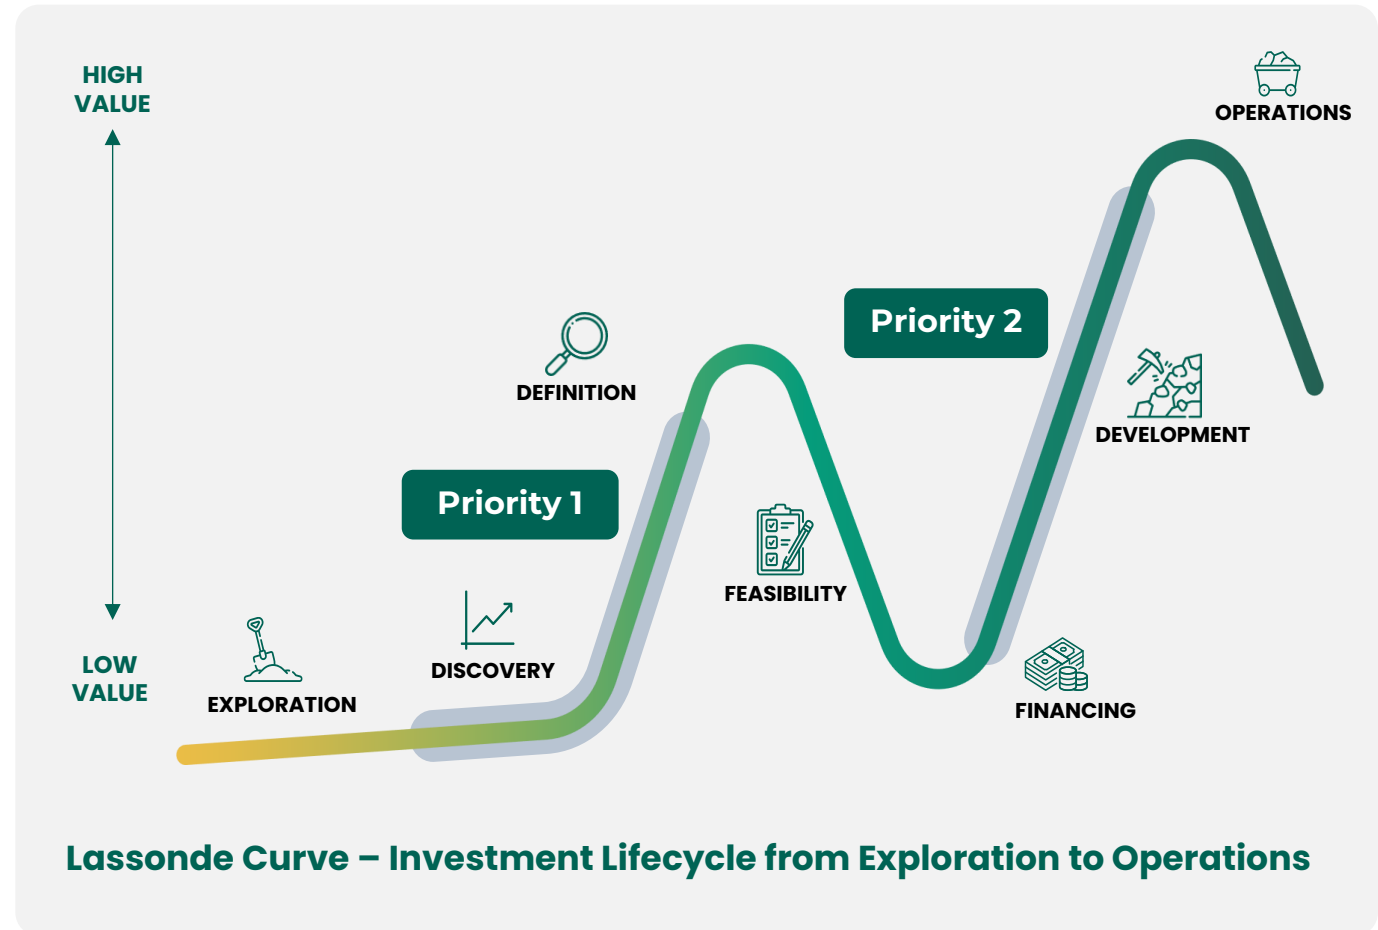 HIGH
VALUE
OPERATIONS
Priority 2
DEFINITION
DEVELOPMENT
Priority 1
FEASIBILITY
DISCOVERY
LOW
VALUE
EXPLORATION
FINANCING
Lassonde Curve – Investment Lifecycle from Exploration to Operations